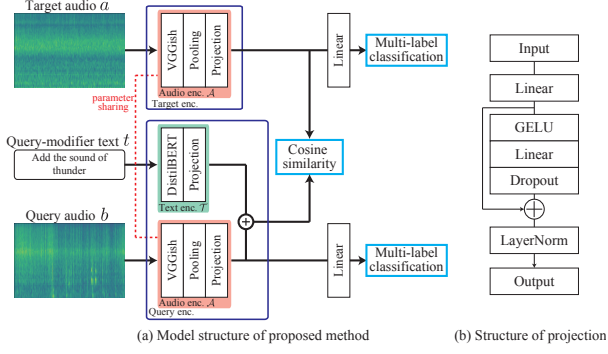 Target audio a
VGGish
Pooling
Projection
Audio enc. A
Target enc.
Linear
Multi-label
classification
parameter
sharing
Query-modifier text t
Add the sound of
thunder
DistilBERT
Projection
Text enc. T
Cosine
similarity
+
Query audio b
VGGish
Pooling
Projection
Audio enc. A
Query enc.
Linear
Multi-label
classification
(a) Model structure of proposed method
Input
Linear
GELU
Linear
Dropout
+
LayerNorm
Output
(b) Structure of projection